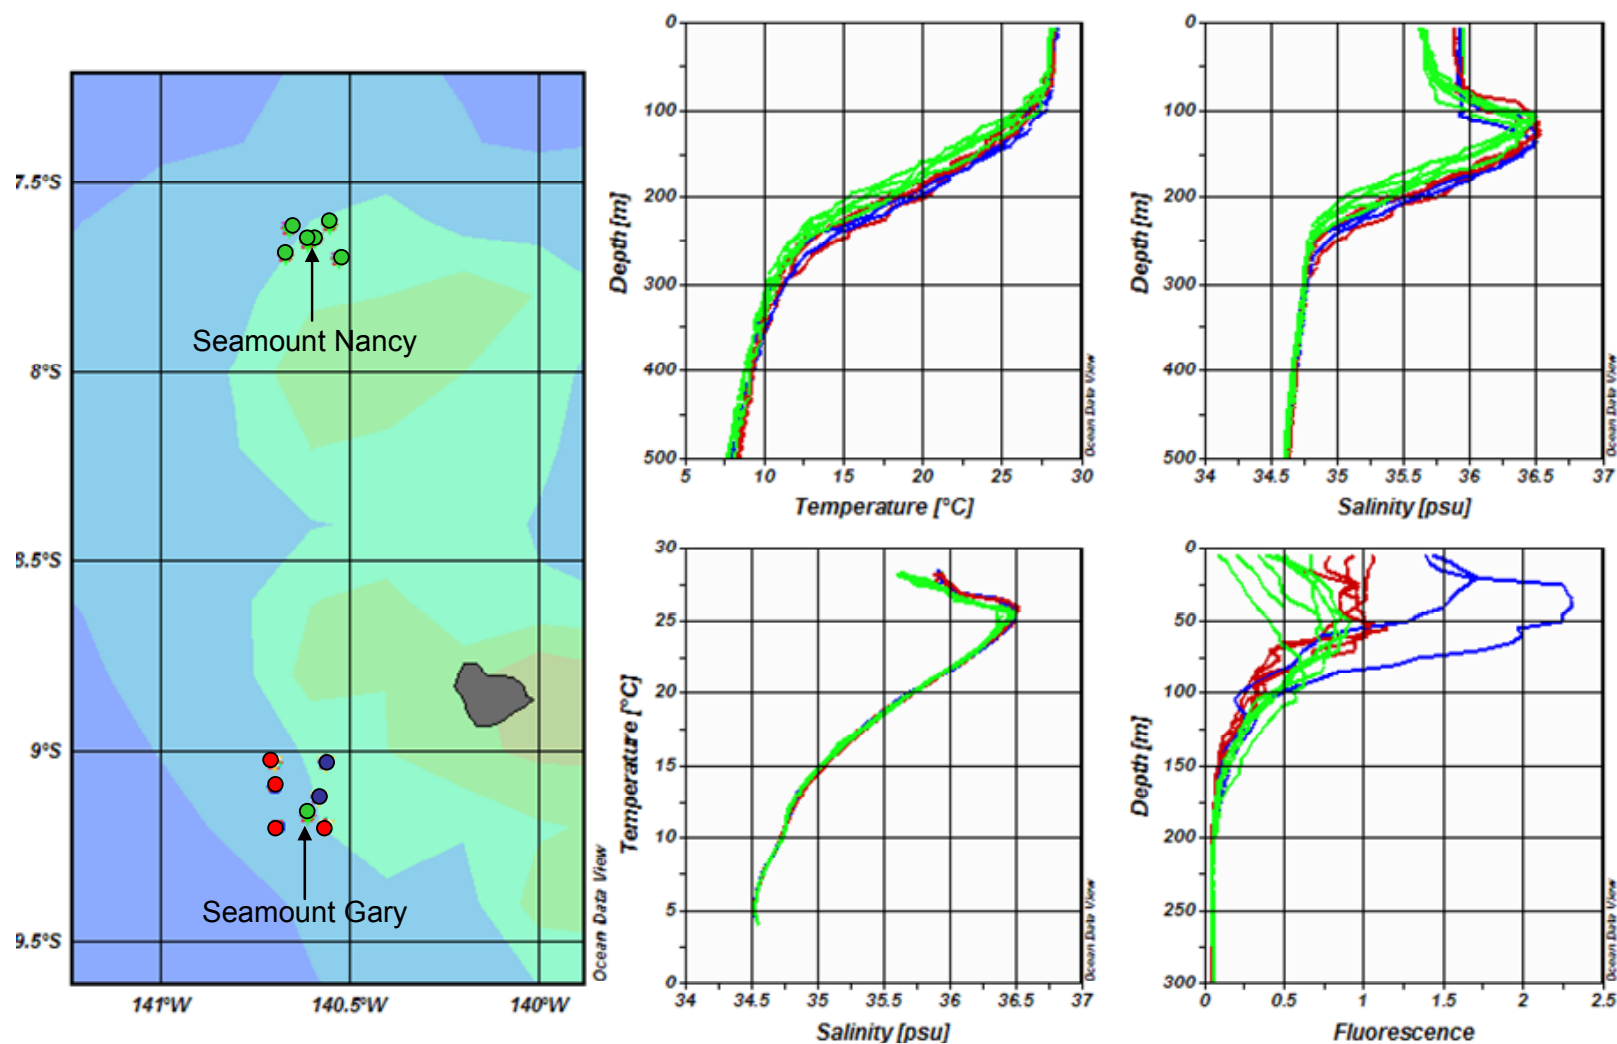 7.5°S
8°S
8.5°S
9°S
9.5°S
141°W
140.5°W
140°W
Seamount Nancy
Seamount Gary
Ocean Data View
0
100
200
300
400
500
Depth [m]
5
10
15
20
25
30
Temperature [°C]
Ocean Data View
0
100
200
300
400
500
Depth [m]
34
34.5
35
35.5
36
36.5
37
Salinity [psu]
Ocean Data View
30
25
20
15
10
5
0
Temperature [°C]
34
34.5
35
35.5
36
36.5
37
Salinity [psu]
Ocean Data View
0
50
100
150
200
250
300
Depth [m]
0
0.5
1
1.5
2
2.5
Fluorescence
Ocean Data View